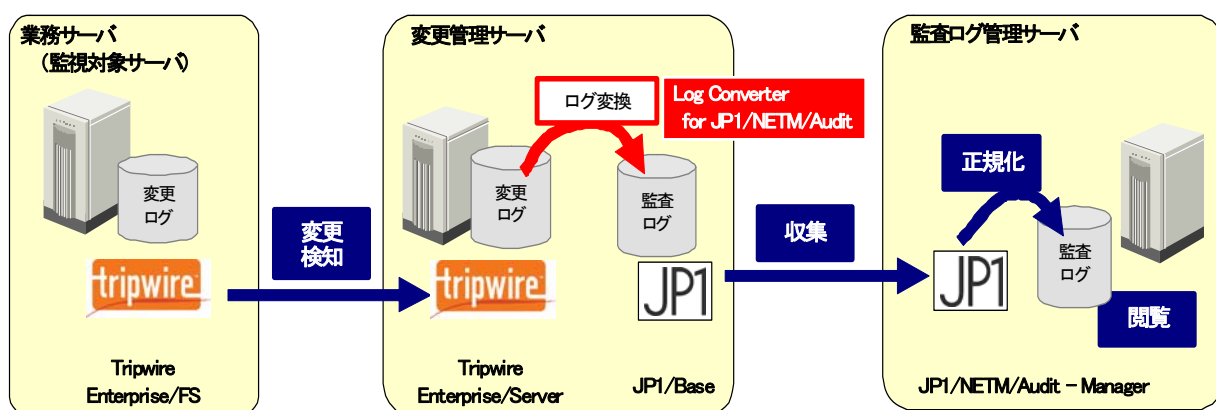 業務サーバ
（監視対象サーバ）
変更
ログ
tripwire
Tripwire
Enterprise/FS
変更
検知
変更管理サーバ
ログ変換
Log Converter
for JP1/NETM/Audit
変更
ログ
監査
ログ
tripwire
JP1
Tripwire
Enterprise/Server
JP1/Base
収集
監査ログ管理サーバ
正規化
JP1
監査
ログ
閲覧
JP1/NETM/Audit − Manager